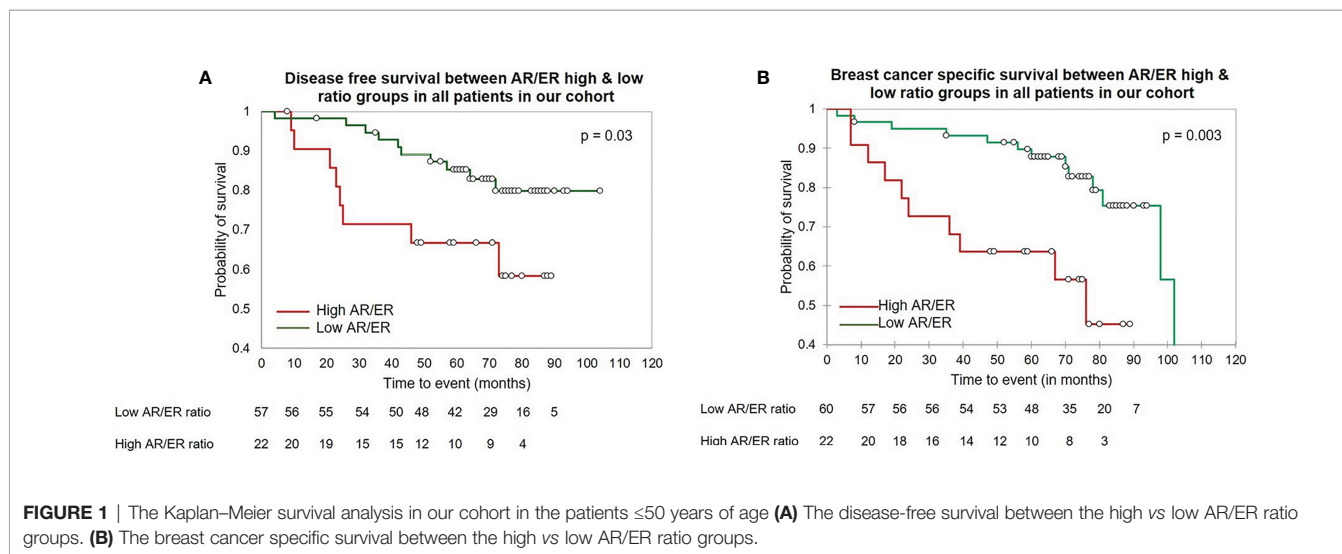 A
Disease free survival between AR/ER high & low
ratio groups in all patients in our cohort
p = 0.03
Probability of survival
1
0.9
0.8
0.7
0.6
0.5
0.4
High AR/ER
Low AR/ER
0 10 20 30 40 50 60 70 80 90 100 110 120
Time to event (months)
Low AR/ER ratio 57 56 55 54 50 48 42 29 16 5
High AR/ER ratio 22 20 19 15 15 12 10 9 4
B
Breast cancer specific survival between AR/ER high &
low ratio groups in all patients in our cohort
p = 0.003
Probability of survival
1
0.9
0.8
0.7
0.6
0.5
0.4
High AR/ER
Low AR/ER
0 10 20 30 40 50 60 70 80 90 100 110 120
Time to event (in months)
Low AR/ER ratio 60 57 56 56 54 53 48 35 20 7
High AR/ER ratio 22 20 18 16 14 12 10 8 3
FIGURE 1 | The Kaplan–Meier survival analysis in our cohort in the patients ≤50 years of age (A) The disease-free survival between the high vs low AR/ER ratio
groups. (B) The breast cancer specific survival between the high vs low AR/ER ratio groups.